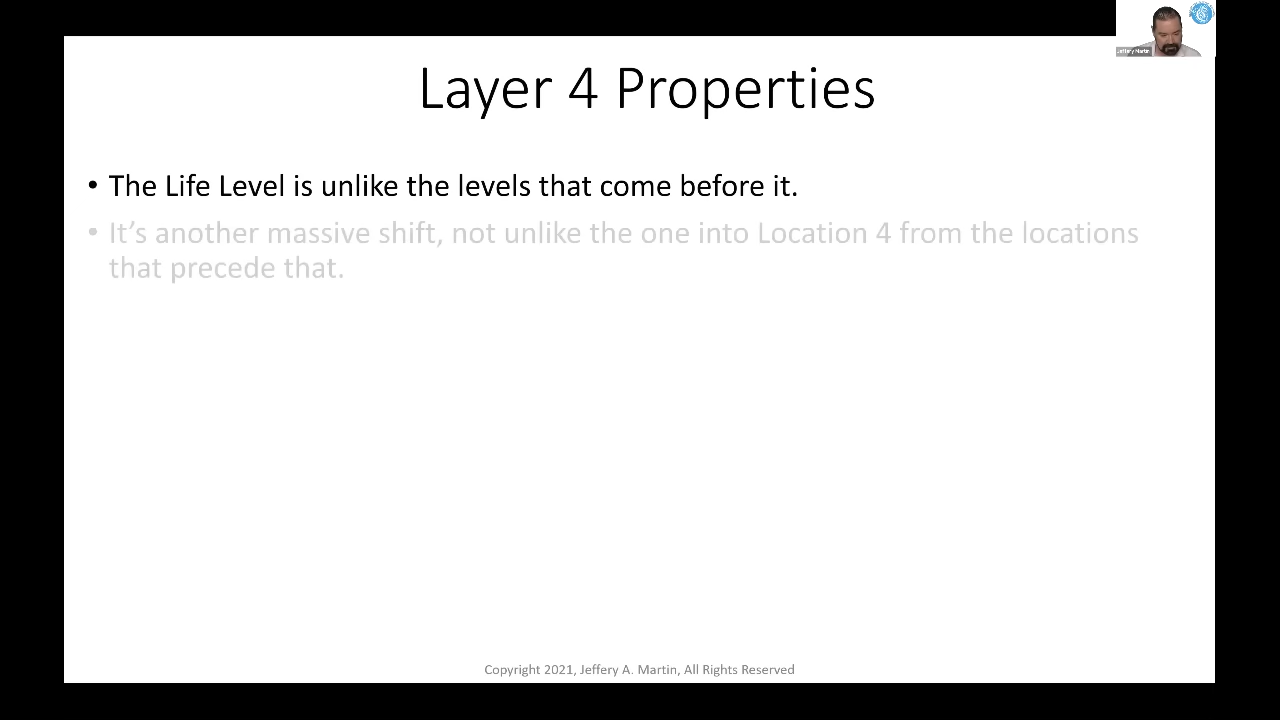 Jeffery Martin
Layer 4 Properties
• The Life Level is unlike the levels that come before it.
• It’s another massive shift, not unlike the one into Location 4 from the locations
that precede that.
Copyright 2021, Jeffery A. Martin, All Rights Reserved